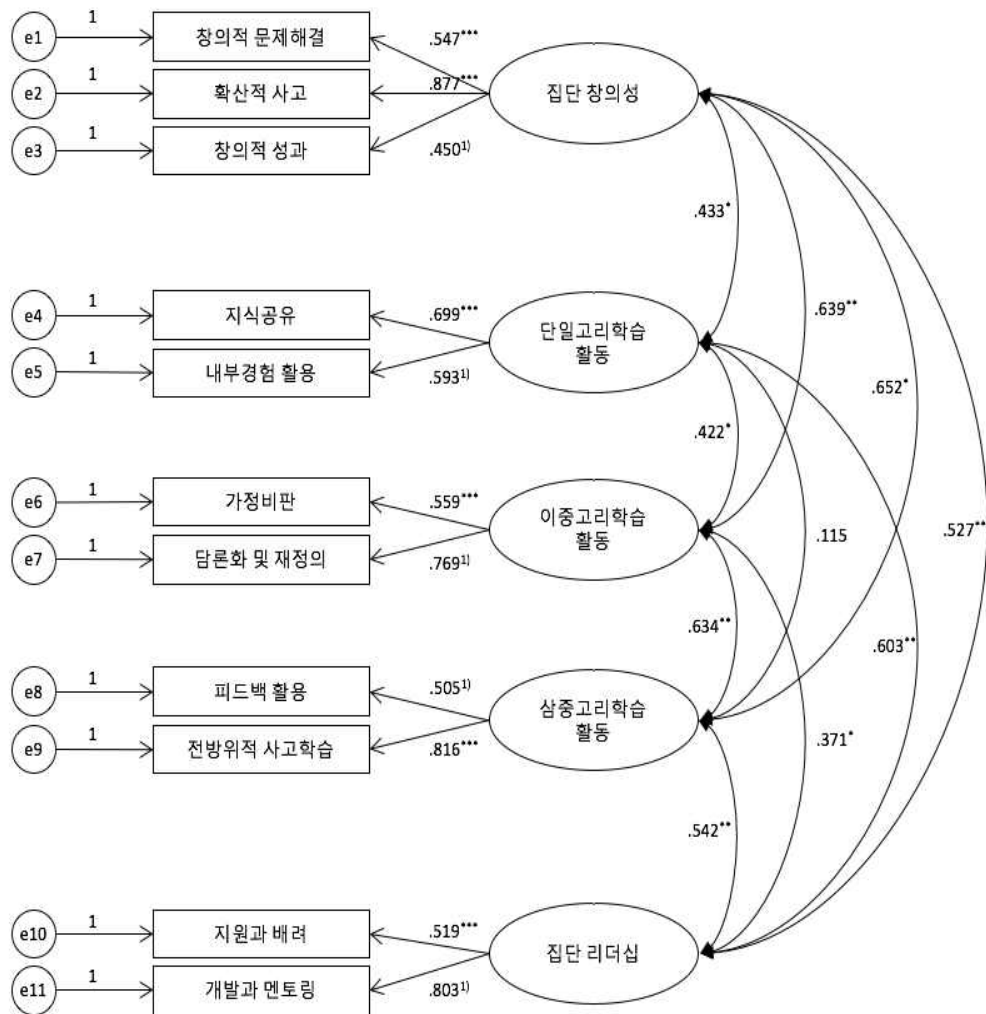 e1
1
창의적 문제해결
.547***
e2
1
확산적 사고
.877***
집단 창의성
e3
1
창의적 성과
.450¹⁾
.433*
e4
1
지식공유
.699***
단일고리학습
활동
.639**
e5
1
내부경험 활용
.593¹⁾
.652*
.422*
e6
1
가정비판
.559***
이중고리학습
활동
.527**
e7
1
담론화 및 재정의
.769¹⁾
.115
.634**
.603**
e8
1
피드백 활용
.505¹⁾
삼중고리학습
활동
e9
1
전방위적 사고학습
.816***
.371*
.542**
e10
1
지원과 배려
.519***
집단 리더십
e11
1
개발과 멘토링
.803¹⁾